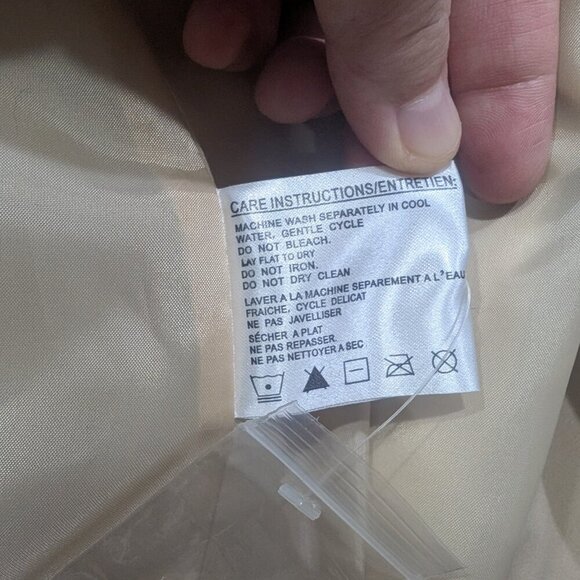 CARE INSTRUCTIONS/ENTRETIEN:
MACHINE WASH SEPARATELY IN COOL
WATER, GENTLE CYCLE
DO NOT BLEACH.
LAY FLAT TO DRY
DO NOT IRON.
DO NOT DRY CLEAN
LAVER A LA MACHINE SEPAREMENT A L'EAU
FRAICHE, CYCLE DELICAT
NE PAS JAVELLISER
SÉCHER A PLAT
NE PAS REPASSER.
NE PAS NETTOYER A SEC